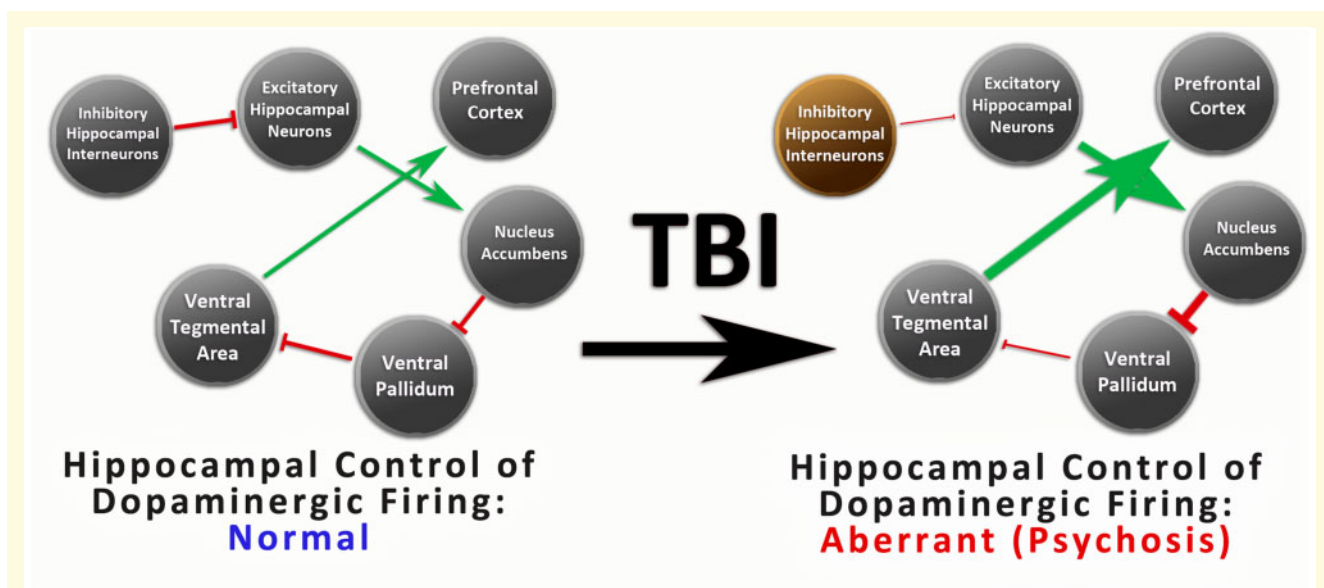 Inhibitory
Hippocampal
Interneurons
Excitatory
Hippocampal
Neurons
Prefrontal
Cortex
Nucleus
Accumbens
Ventral
Tegmental
Area
Ventral
Pallidum
Hippocampal Control of
Dopaminergic Firing:
Normal
TBI
Inhibitory
Hippocampal
Interneurons
Excitatory
Hippocampal
Neurons
Prefrontal
Cortex
Nucleus
Accumbens
Ventral
Tegmental
Area
Ventral
Pallidum
Hippocampal Control of
Dopaminergic Firing:
Aberrant (Psychosis)